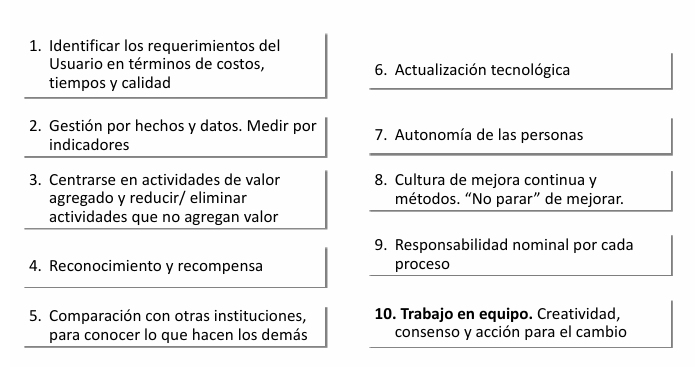 1. Identificar los requerimientos del
Usuario en términos de costos,
tiempos y calidad
2. Gestión por hechos y datos. Medir por
indicadores
3. Centrarse en actividades de valor
agregado y reducir/ eliminar
actividades que no agregan valor
4. Reconocimiento y recompensa
5. Comparación con otras instituciones,
para conocer lo que hacen los demás
6. Actualización tecnológica
7. Autonomía de las personas
8. Cultura de mejora continua y
métodos. “No parar” de mejorar.
9. Responsabilidad nominal por cada
proceso
10. Trabajo en equipo. Creatividad,
consenso y acción para el cambio